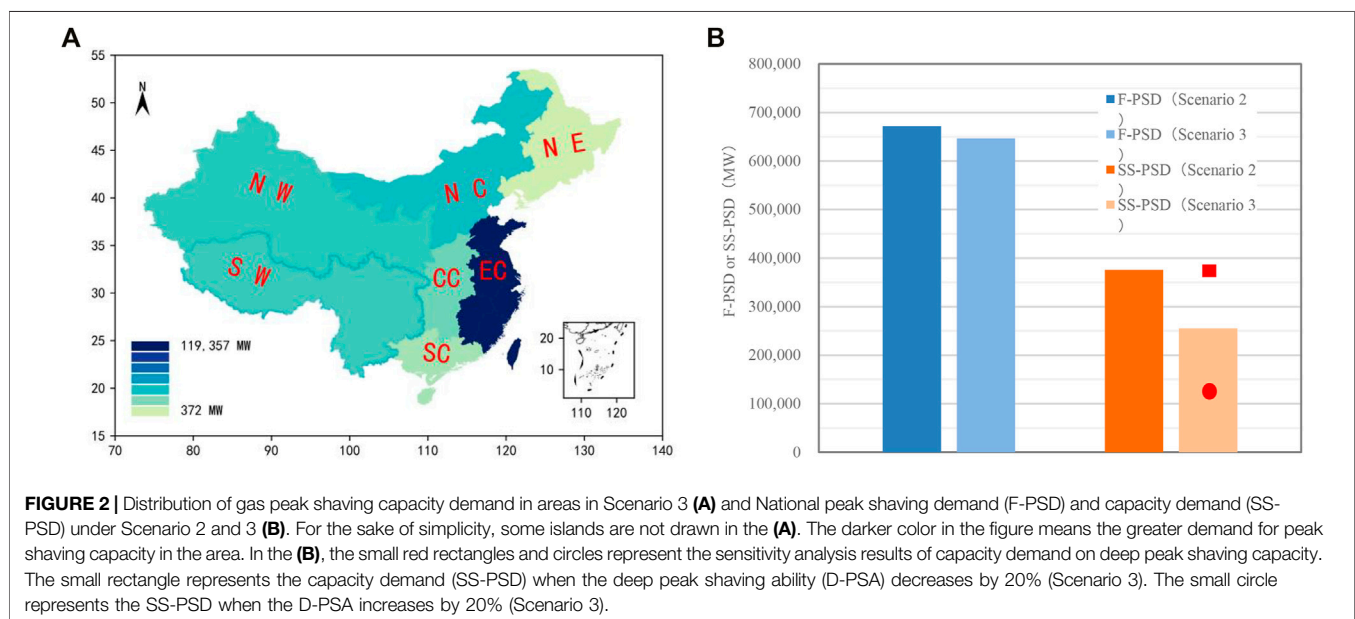 A
55
50
45
40
35
30
25
20
15
70
80
90
100
110
120
130
140
N
N W
S W
N C
N E
CC
EC
SC
119,357 MW
372 MW
20
10
110
120
B
800,000
700,000
600,000
500,000
400,000
300,000
200,000
100,000
0
F-PSD or SS-PSD (MW)
F-PSD（Scenario 2
）
F-PSD（Scenario 3
）
SS-PSD（Scenario 2
）
SS-PSD（Scenario 3
）
FIGURE 2 | Distribution of gas peak shaving capacity demand in areas in Scenario 3 (A) and National peak shaving demand (F-PSD) and capacity demand (SS-
PSD) under Scenario 2 and 3 (B). For the sake of simplicity, some islands are not drawn in the (A). The darker color in the figure means the greater demand for peak
shaving capacity in the area. In the (B), the small red rectangles and circles represent the sensitivity analysis results of capacity demand on deep peak shaving capacity.
The small rectangle represents the capacity demand (SS-PSD) when the deep peak shaving ability (D-PSA) decreases by 20% (Scenario 3). The small circle
represents the SS-PSD when the D-PSA increases by 20% (Scenario 3).